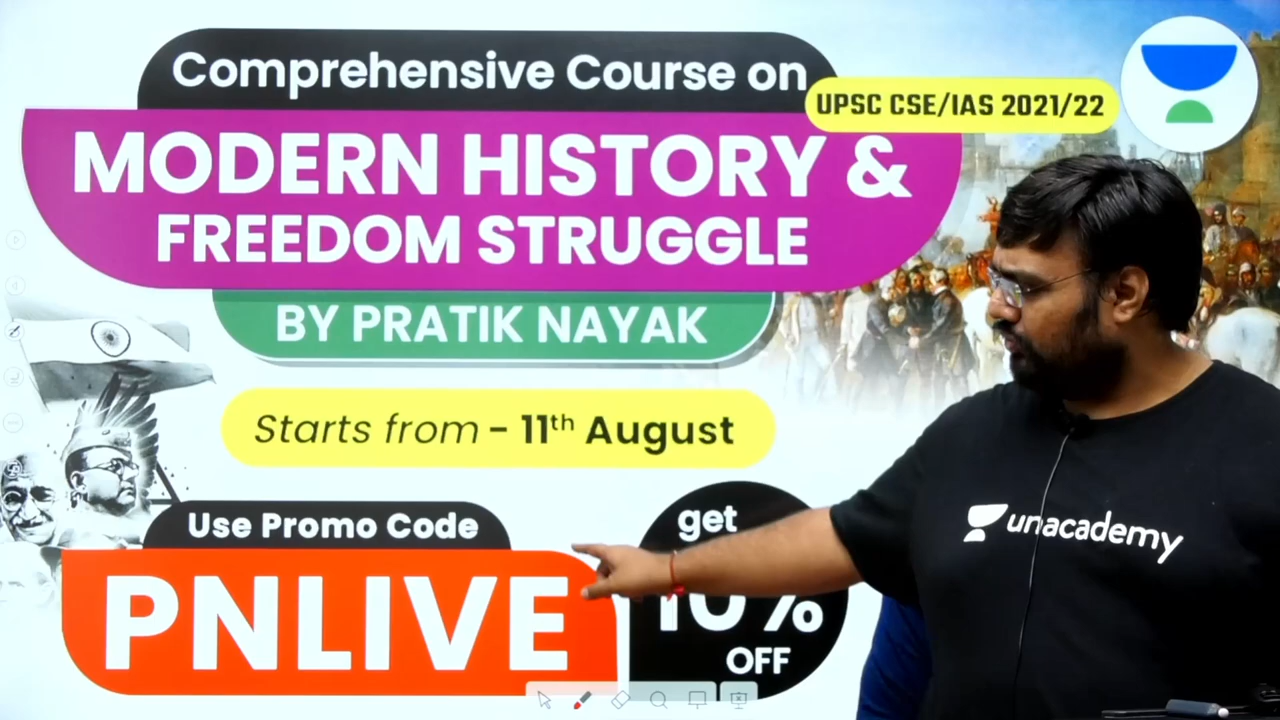 Comprehensive Course on
UPSC CSE/IAS 2021/22
MODERN HISTORY &
FREEDOM STRUGGLE
BY PRATIK NAYAK
Starts from - 11th August
Use Promo Code
PNLIVE
get
10%
OFF
unacademy